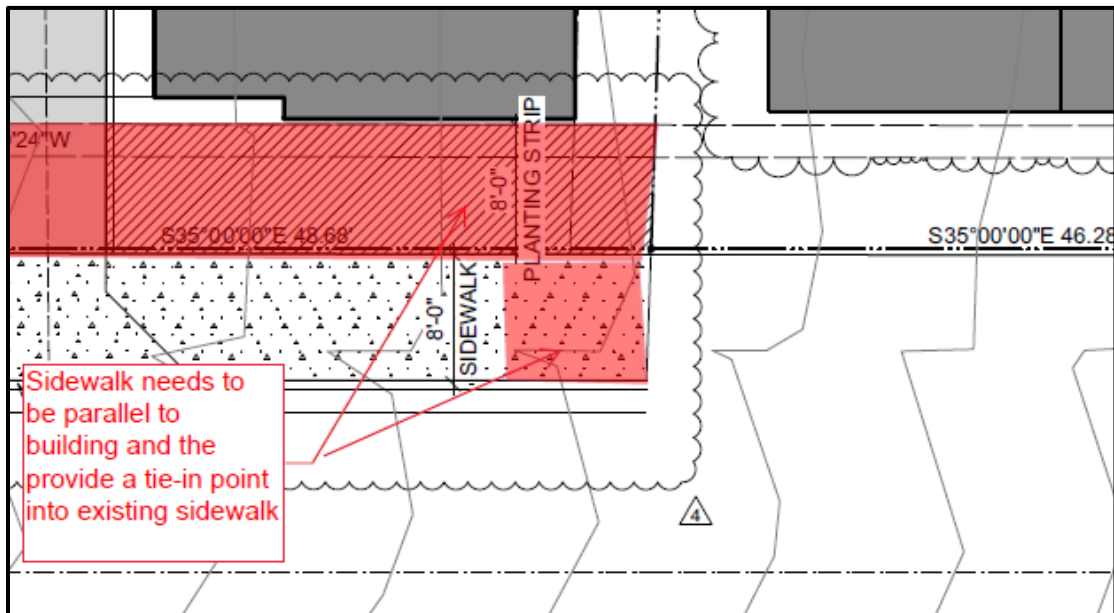 '24"W
8'-0"
PLANTING STRIP
S35°00'00"E 48.68'
S35°00'00"E 46.28
8'-0"
SIDEWALK
Sidewalk needs to
be parallel to
building and the
provide a tie-in point
into existing sidewalk
4